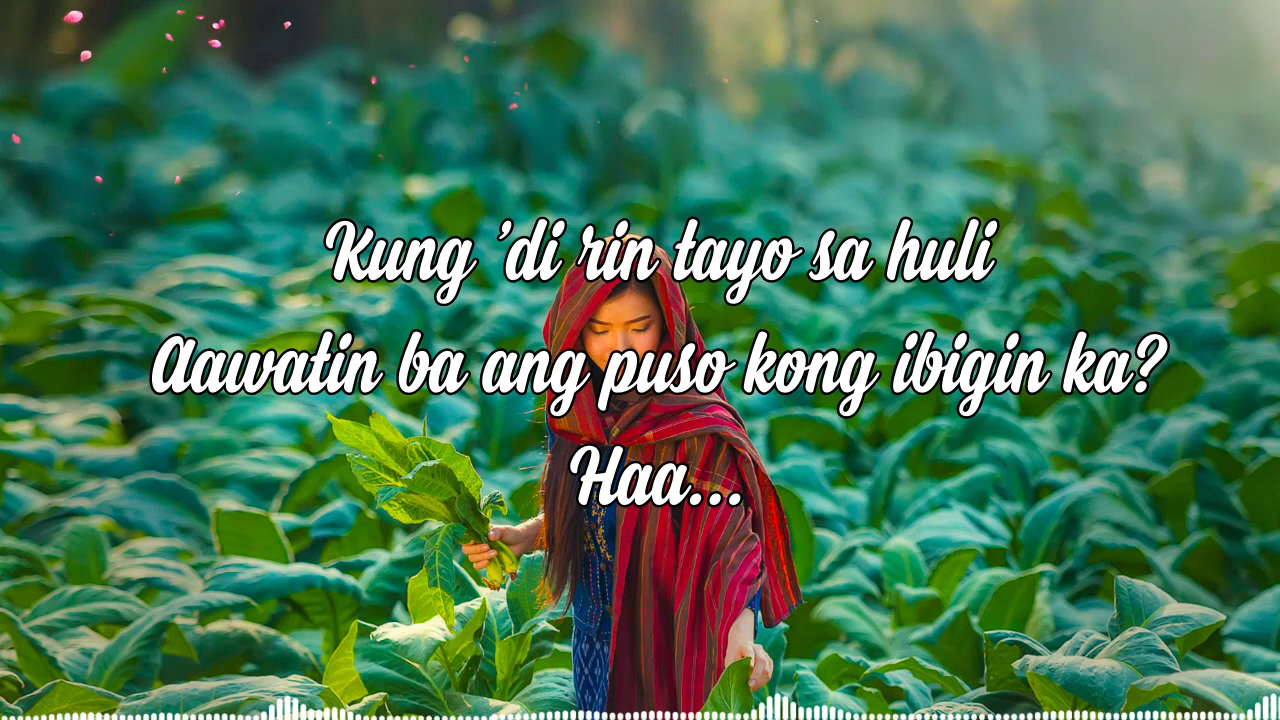 Kung 'di rin tayo sa huli
Aawatin ba ang puso kong ibigin ka?
Haa...